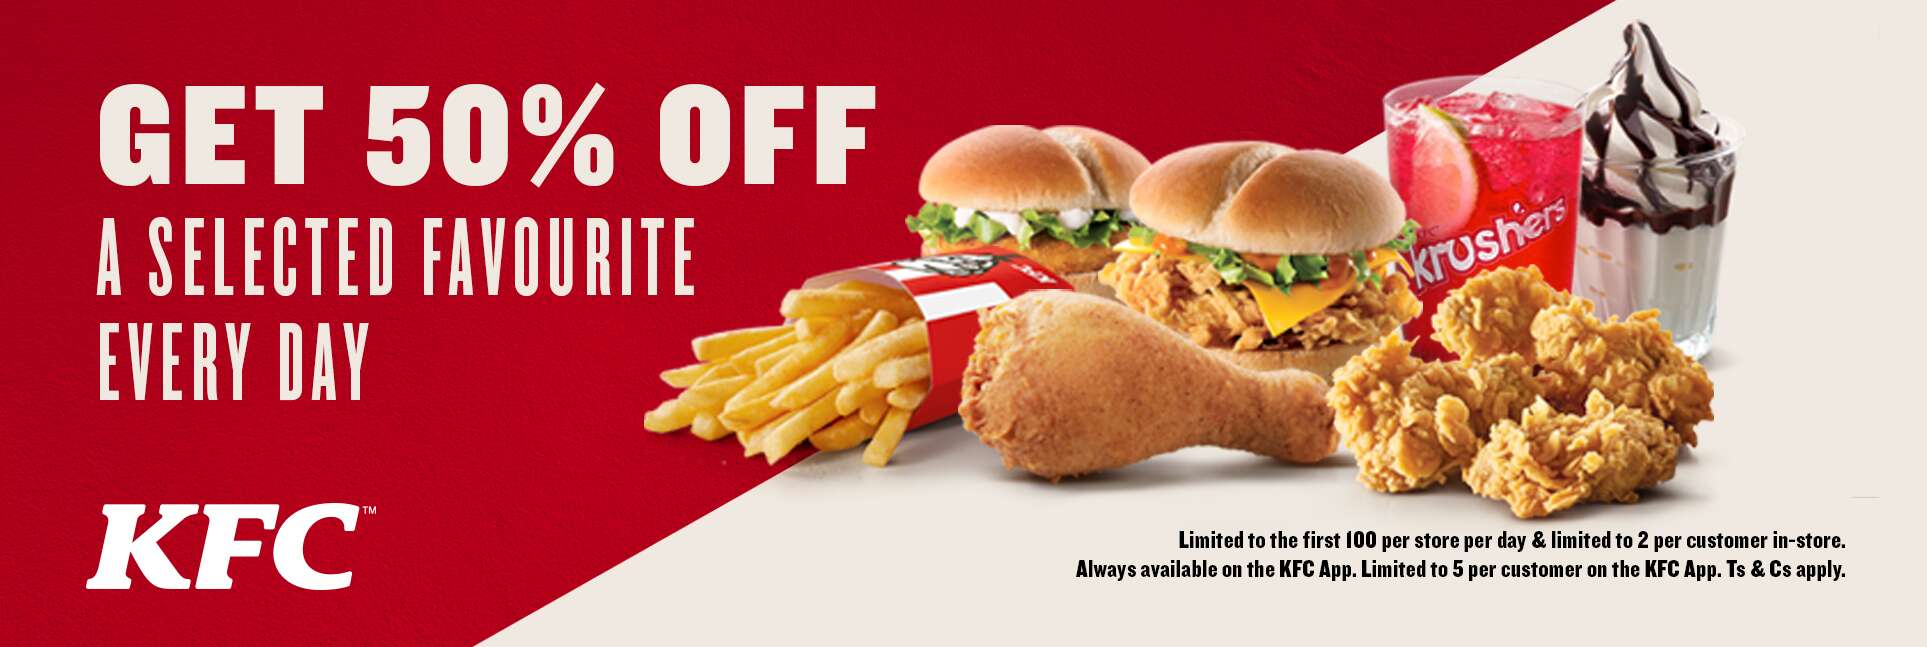 GET 50% OFF
A SELECTED FAVOURITE
EVERY DAY
krushers
KFC™
Limited to the first 100 per store per day & limited to 2 per customer in-store.
Always available on the KFC App. Limited to 5 per customer on the KFC App. Ts & Cs apply.